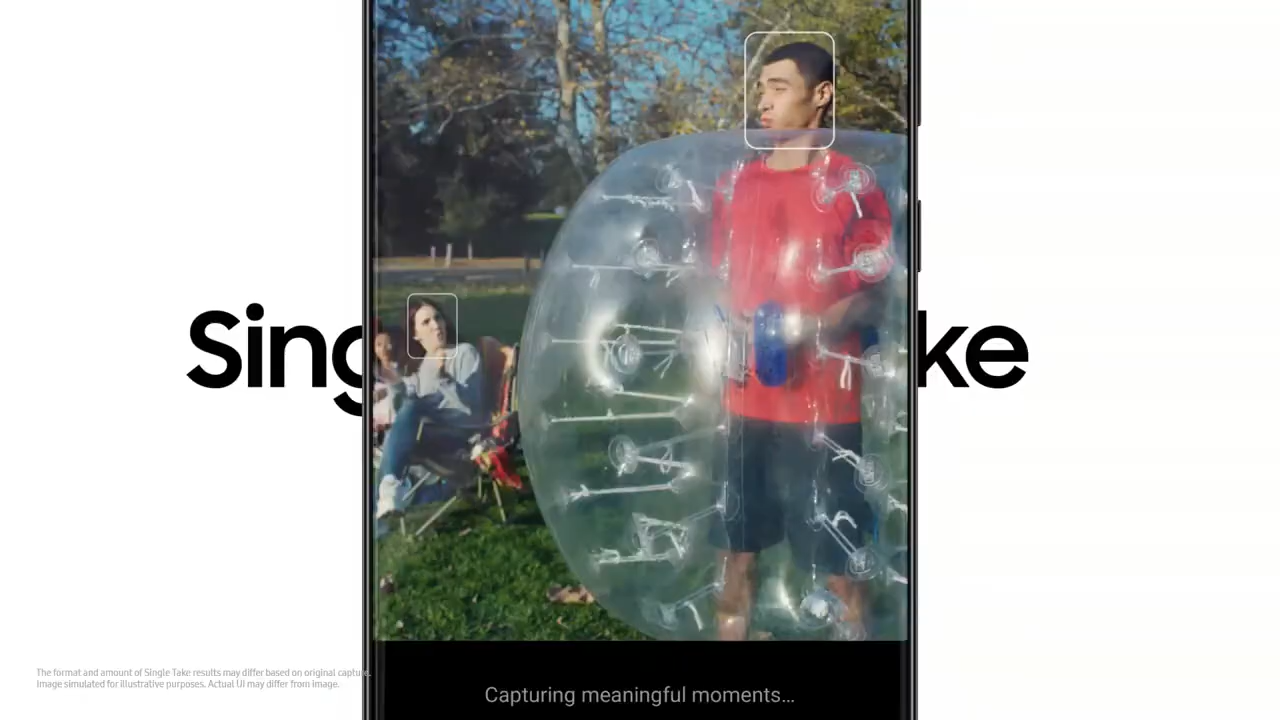 Sing ke
The format and amount of Single Take results may differ based on original capture.
Image simulated for illustrative purposes. Actual UI may differ from image.
Capturing meaningful moments...